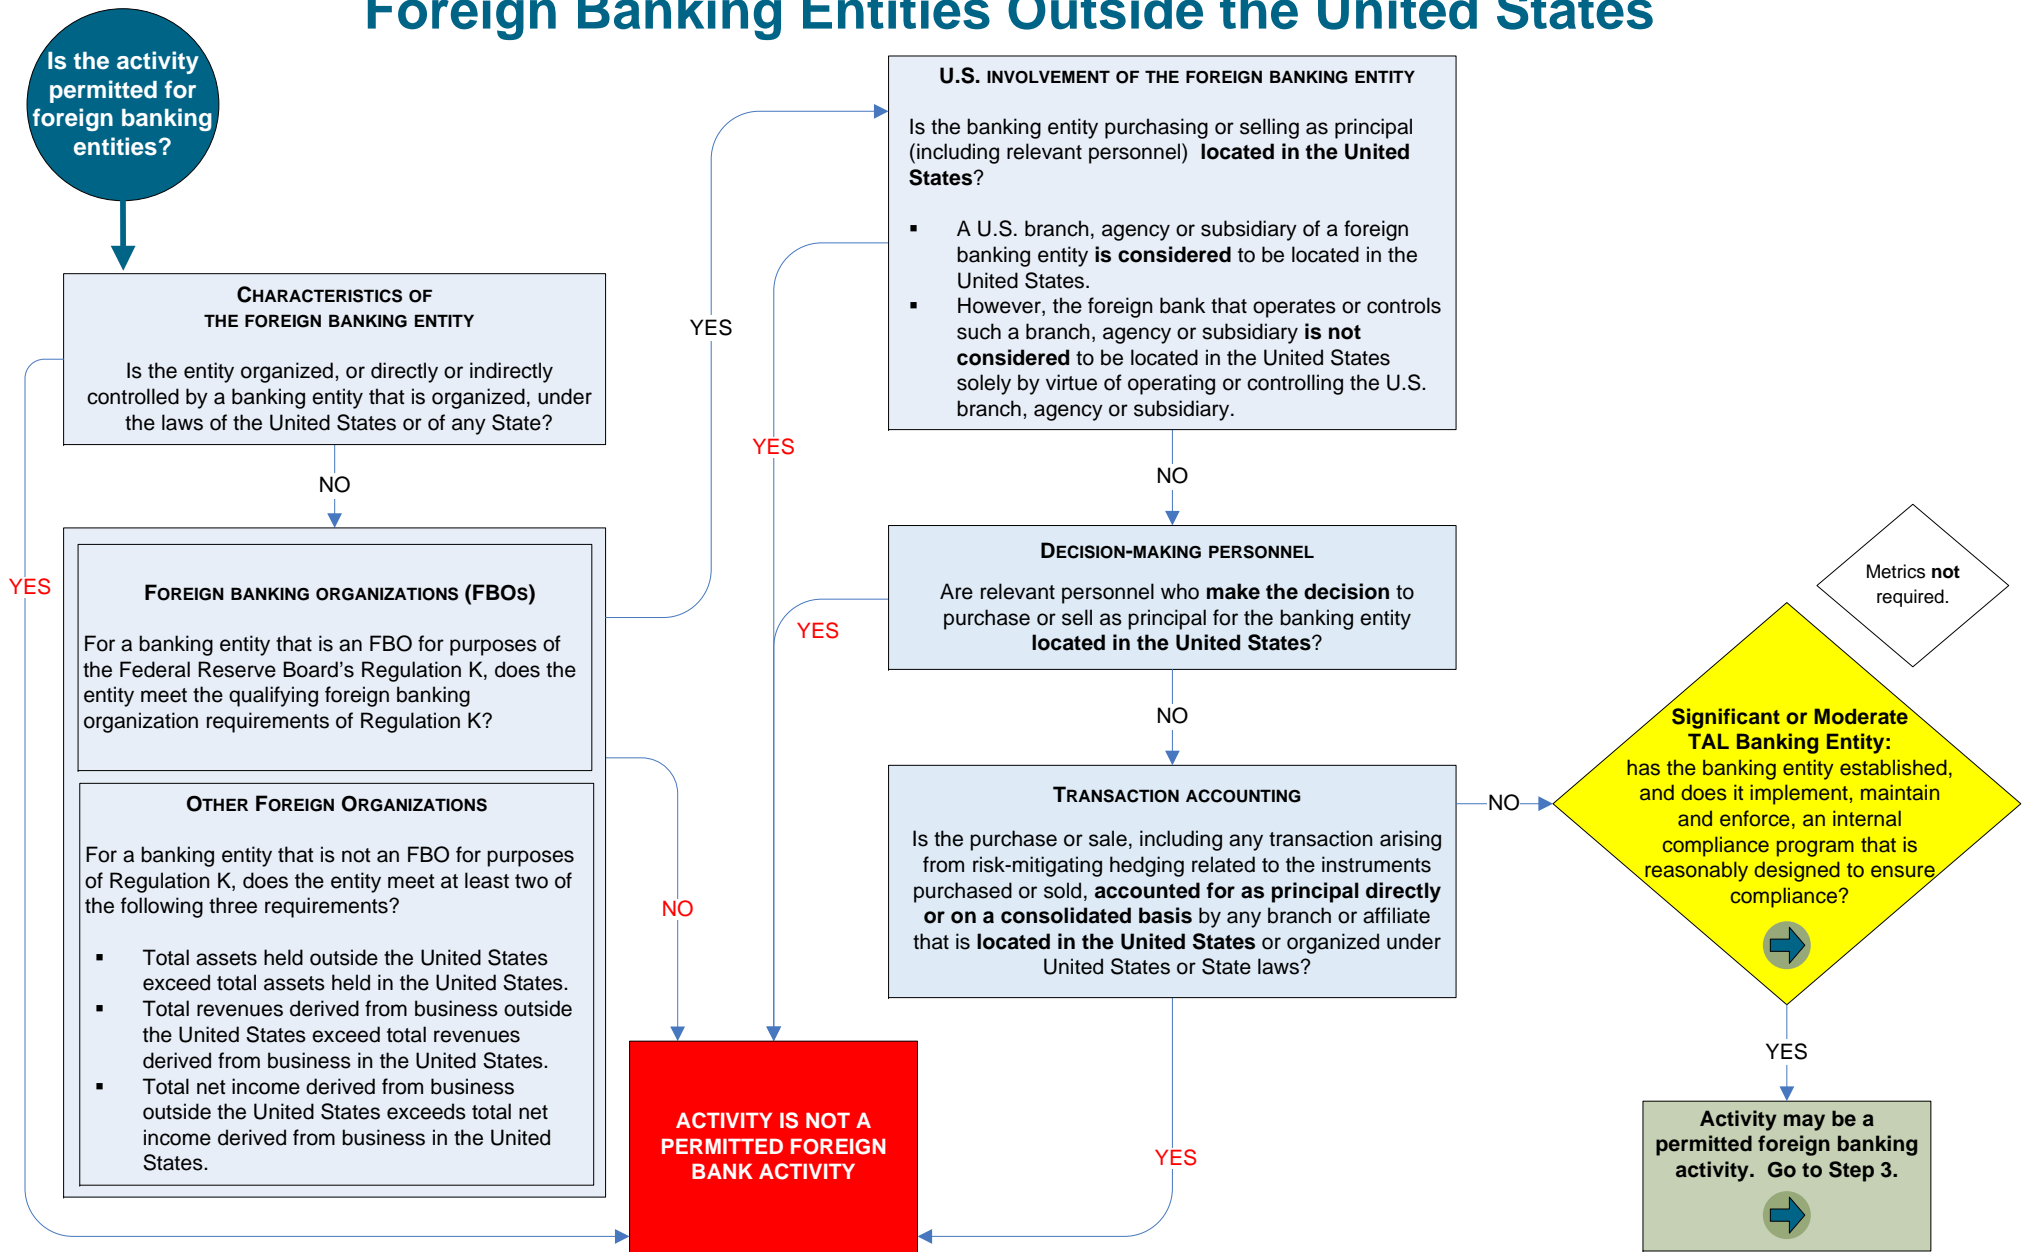 Foreign Banking Entities Outside the United States
Is the activity
permitted for
foreign banking
entities?
CHARACTERISTICS OF
THE FOREIGN BANKING ENTITY
Is the entity organized, or directly or indirectly
controlled by a banking entity that is organized, under
the laws of the United States or of any State?
NO
YES
FOREIGN BANKING ORGANIZATIONS (FBOS)
For a banking entity that is an FBO for purposes of
the Federal Reserve Board's Regulation K, does the
entity meet the qualifying foreign banking
organization requirements of Regulation K?
OTHER FOREIGN ORGANIZATIONS
For a banking entity that is not an FBO for purposes
of Regulation K, does the entity meet at least two of
the following three requirements?
▪ Total assets held outside the United States
exceed total assets held in the United States.
▪ Total revenues derived from business outside
the United States exceed total revenues
derived from business in the United States.
▪ Total net income derived from business
outside the United States exceeds total net
income derived from business in the United
States.
YES
NO
U.S. INVOLVEMENT OF THE FOREIGN BANKING ENTITY
Is the banking entity purchasing or selling as principal
(including relevant personnel) located in the United
States?
▪ A U.S. branch, agency or subsidiary of a foreign
banking entity is considered to be located in the
United States.
▪ However, the foreign bank that operates or controls
such a branch, agency or subsidiary is not
considered to be located in the United States
solely by virtue of operating or controlling the U.S.
branch, agency or subsidiary.
YES
NO
DECISION-MAKING PERSONNEL
Are relevant personnel who make the decision to
purchase or sell as principal for the banking entity
located in the United States?
YES
NO
TRANSACTION ACCOUNTING
Is the purchase or sale, including any transaction arising
from risk-mitigating hedging related to the instruments
purchased or sold, accounted for as principal directly
or on a consolidated basis by any branch or affiliate
that is located in the United States or organized under
United States or State laws?
YES
NO
ACTIVITY IS NOT A
PERMITTED FOREIGN
BANK ACTIVITY
Metrics not
required.
Significant or Moderate
TAL Banking Entity:
has the banking entity established,
and does it implement, maintain
and enforce, an internal
compliance program that is
reasonably designed to ensure
compliance?
YES
Activity may be a
permitted foreign banking
activity. Go to Step 3.